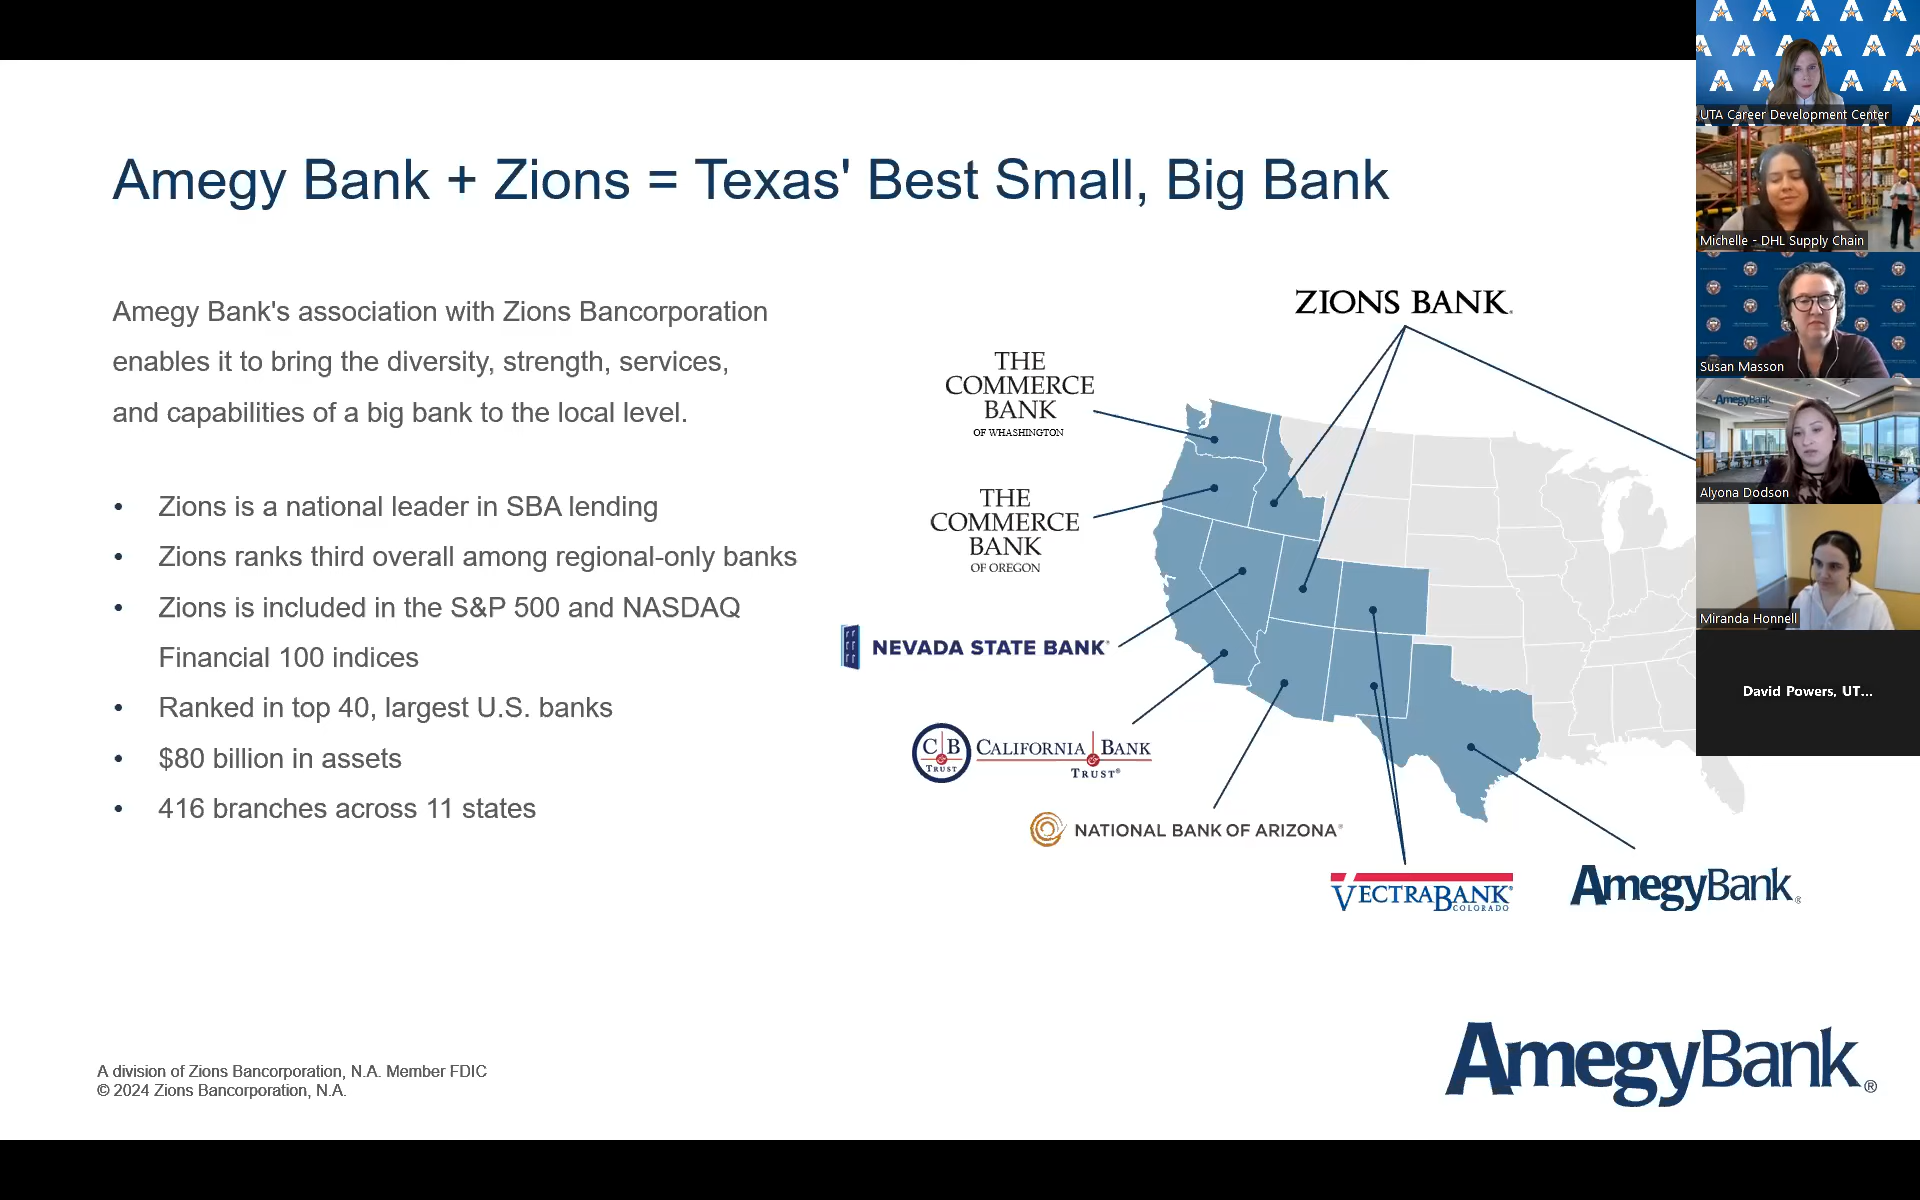 Amegy Bank + Zions = Texas' Best Small, Big Bank
Amegy Bank's association with Zions Bancorporation
enables it to bring the diversity, strength, services,
and capabilities of a big bank to the local level.
• Zions is a national leader in SBA lending
• Zions ranks third overall among regional-only banks
• Zions is included in the S&P 500 and NASDAQ
Financial 100 indices
• Ranked in top 40, largest U.S. banks
• $80 billion in assets
• 416 branches across 11 states
ZIONS BANK®
THE
COMMERCE
BANK
OF WHASHINGTON
THE
COMMERCE
BANK
OF OREGON
NEVADA STATE BANK®
CB
& TRUST
CALIFORNIA BANK
& TRUST®
NATIONAL BANK OF ARIZONA®
VECTRABANK®
COLORADO
AmegyBank®
A division of Zions Bancorporation, N.A. Member FDIC
© 2024 Zions Bancorporation, N.A.
AmegyBank®
UTA Career Development Center
Michelle - DHL Supply Chain
Susan Masson
AmegyBank
Alyona Dodson
Miranda Honnell
David Powers, UT...